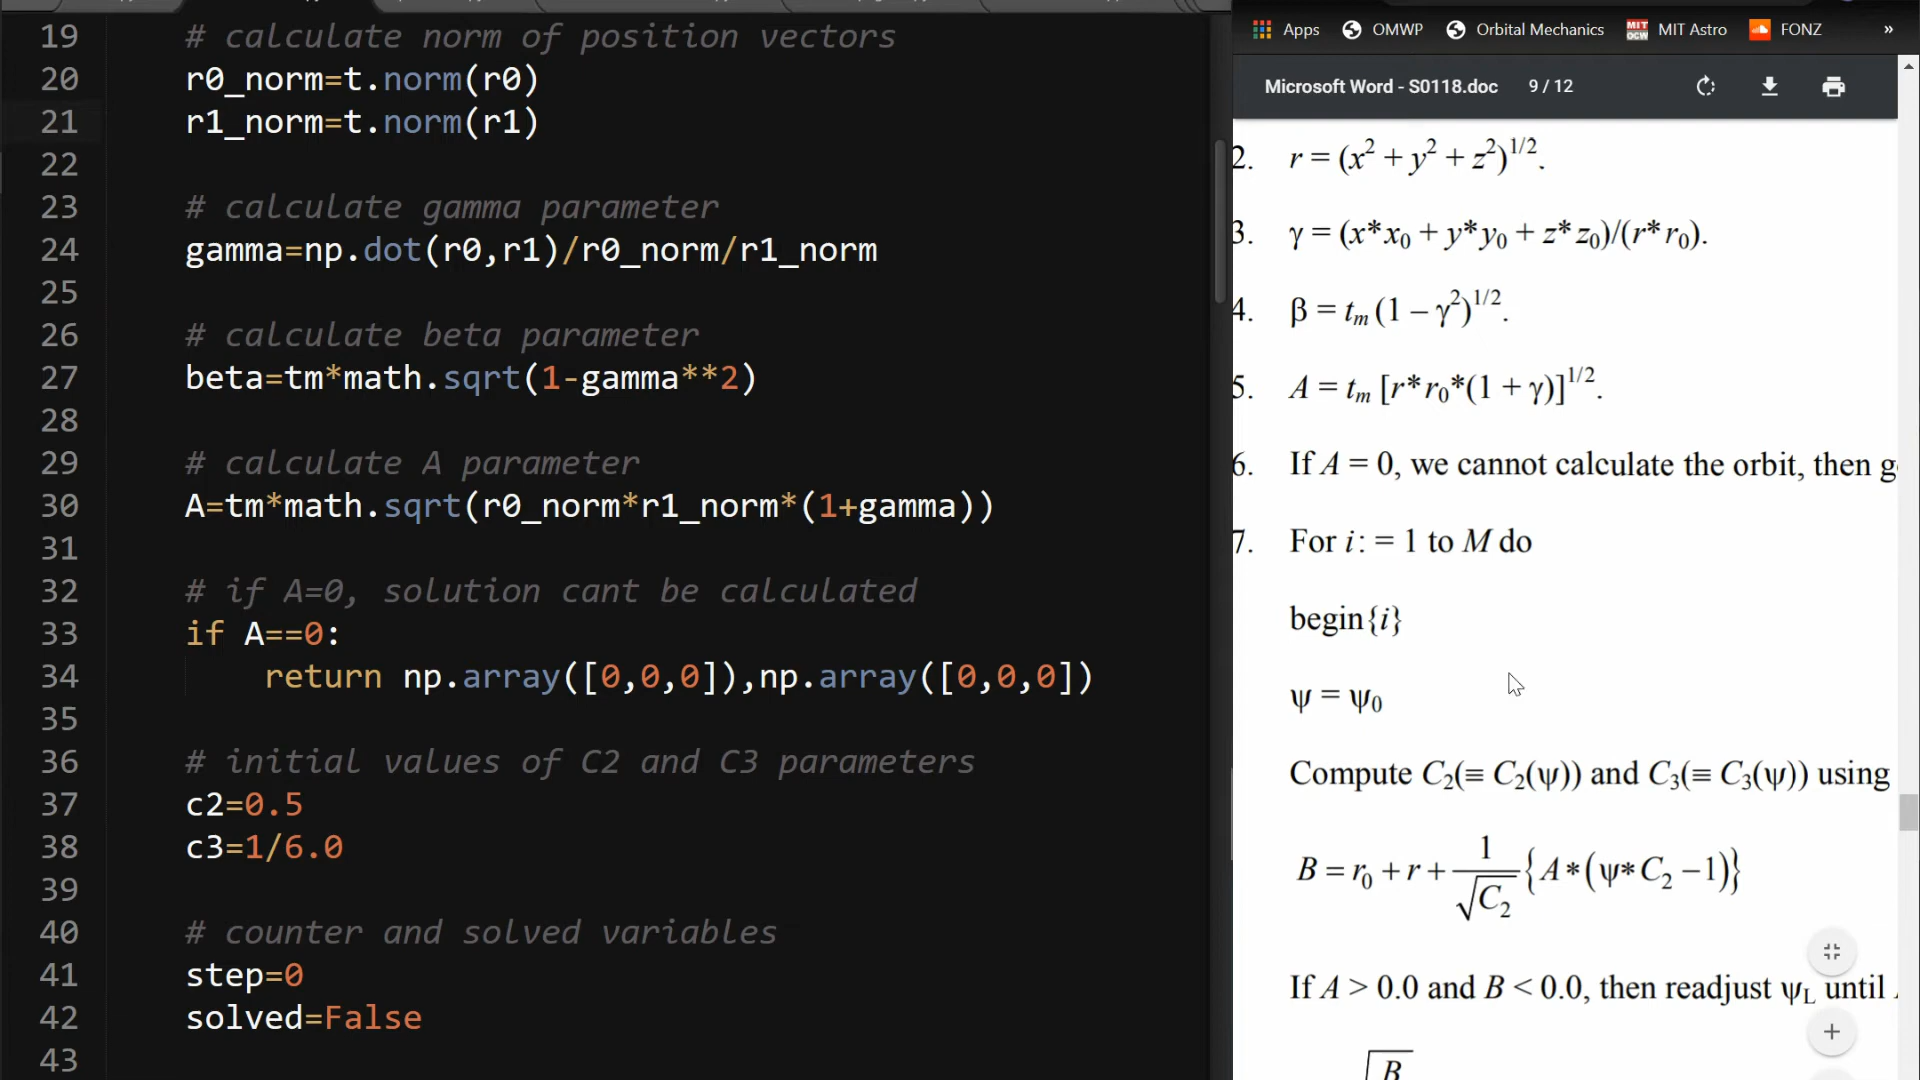 19 # calculate norm of position vectors
20 r0_norm=t.norm(r0)
21 r1_norm=t.norm(r1)
22
23 # calculate gamma parameter
24 gamma=np.dot(r0,r1)/r0_norm/r1_norm
25
26 # calculate beta parameter
27 beta=tm*math.sqrt(1-gamma**2)
28
29 # calculate A parameter
30 A=tm*math.sqrt(r0_norm*r1_norm*(1+gamma))
31
32 # if A=0, solution cant be calculated
33 if A==0:
34 return np.array([0,0,0]),np.array([0,0,0])
35
36 # initial values of C2 and C3 parameters
37 c2=0.5
38 c3=1/6.0
39
40 # counter and solved variables
41 step=0
42 solved=False
43
Apps OMWP Orbital Mechanics MIT OCW MIT Astro FONZ »
Microsoft Word - S0118.doc 9 / 12
2. r = (x² + y² + z²)^1/2.
3. γ = (x*x₀ + y*y₀ + z*z₀)/(r*r₀).
4. β = tₘ (1 – γ²)^1/2.
5. A = tₘ [r*r₀*(1 + γ)]^1/2.
6. If A = 0, we cannot calculate the orbit, then
7. For i: = 1 to M do
begin{i}
ψ = ψ₀
Compute C₂(≡ C₂(ψ)) and C₃(≡ C₃(ψ)) using
B = r₀ + r + 1/√C₂ {A*(ψ*C₂ −1)}
If A > 0.0 and B < 0.0, then readjust ψL until
B